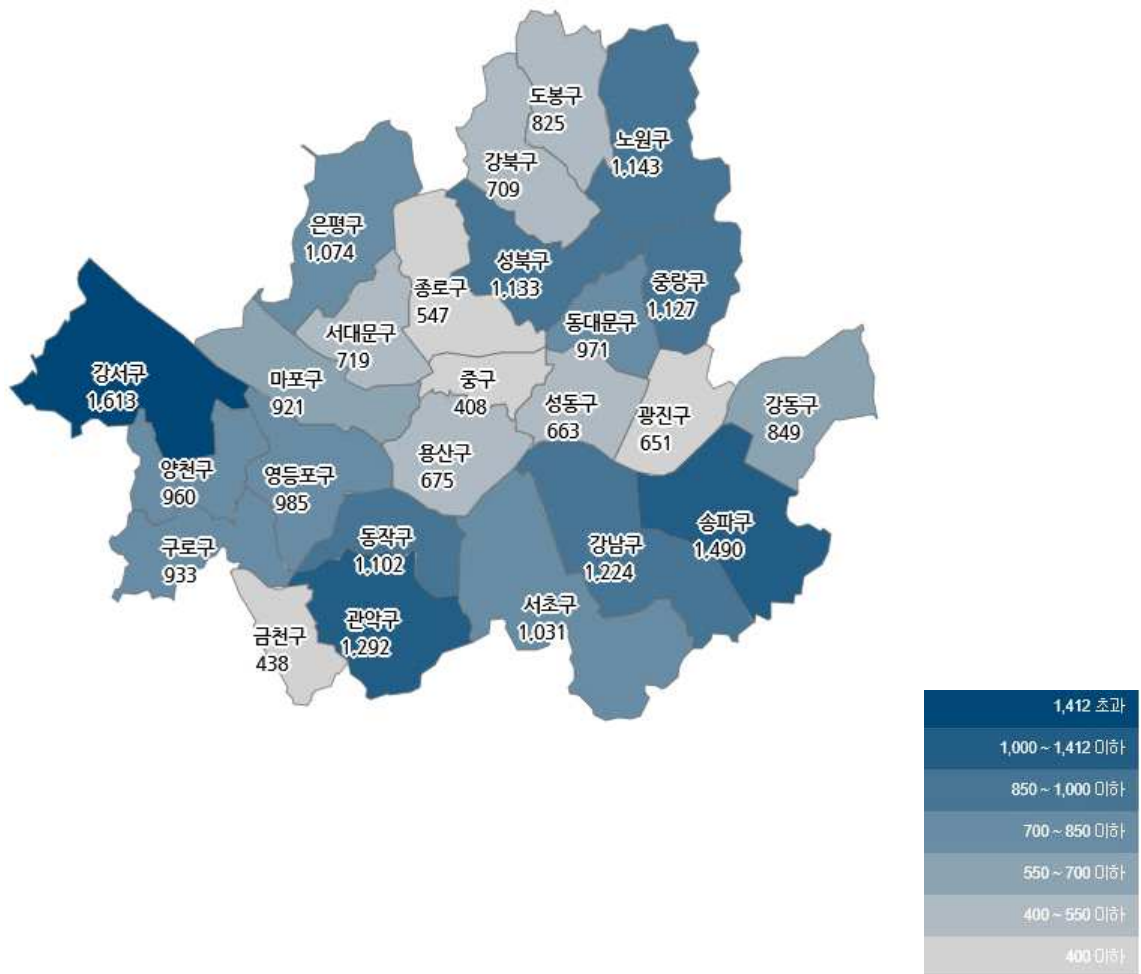 도봉구
825
노원구
1,143
강북구
709
은평구
1,074
성북구
1,133
중랑구
1,127
종로구
547
동대문구
971
서대문구
719
강서구
1,613
마포구
921
중구
408
성동구
663
광진구
651
강동구
849
용산구
675
양천구
960
영등포구
985
송파구
1,490
동작구
1,102
강남구
1,224
구로구
933
서초구
1,031
관악구
1,292
금천구
438
1,412 초과
1,000 ~ 1,412 이하
850 ~ 1,000 이하
700 ~ 850 이하
550 ~ 700 이하
400 ~ 550 이하
400 이하